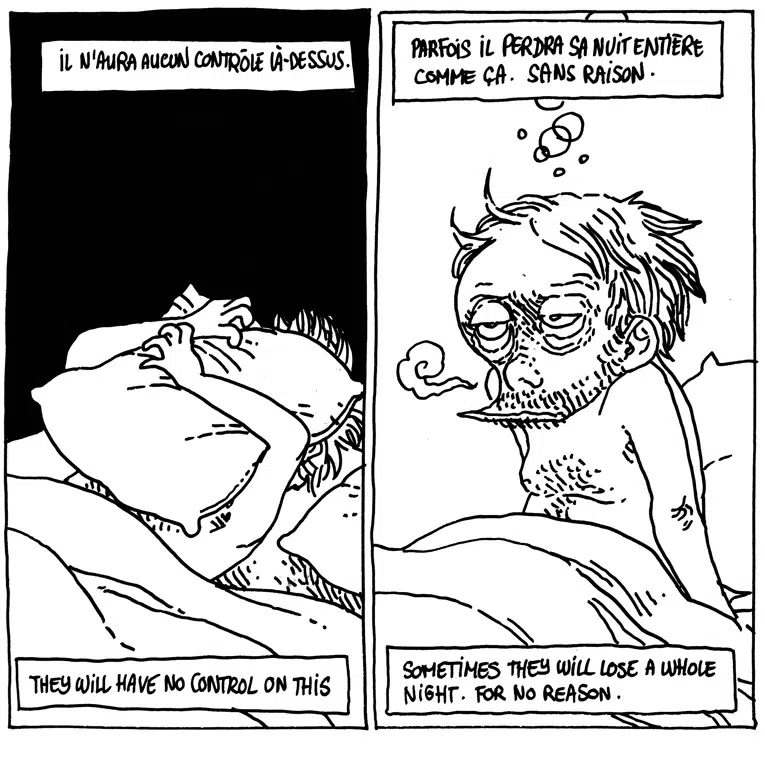 IL N'AURA AUCUN CONTRÔLE LÀ-DESSUS.
PARFOIS IL PERDRA SA NUIT ENTIÈRE
COMME ÇA. SANS RAISON.
THEY WILL HAVE NO CONTROL ON THIS
SOMETIMES THEY WILL LOSE A WHOLE
NIGHT. FOR NO REASON.